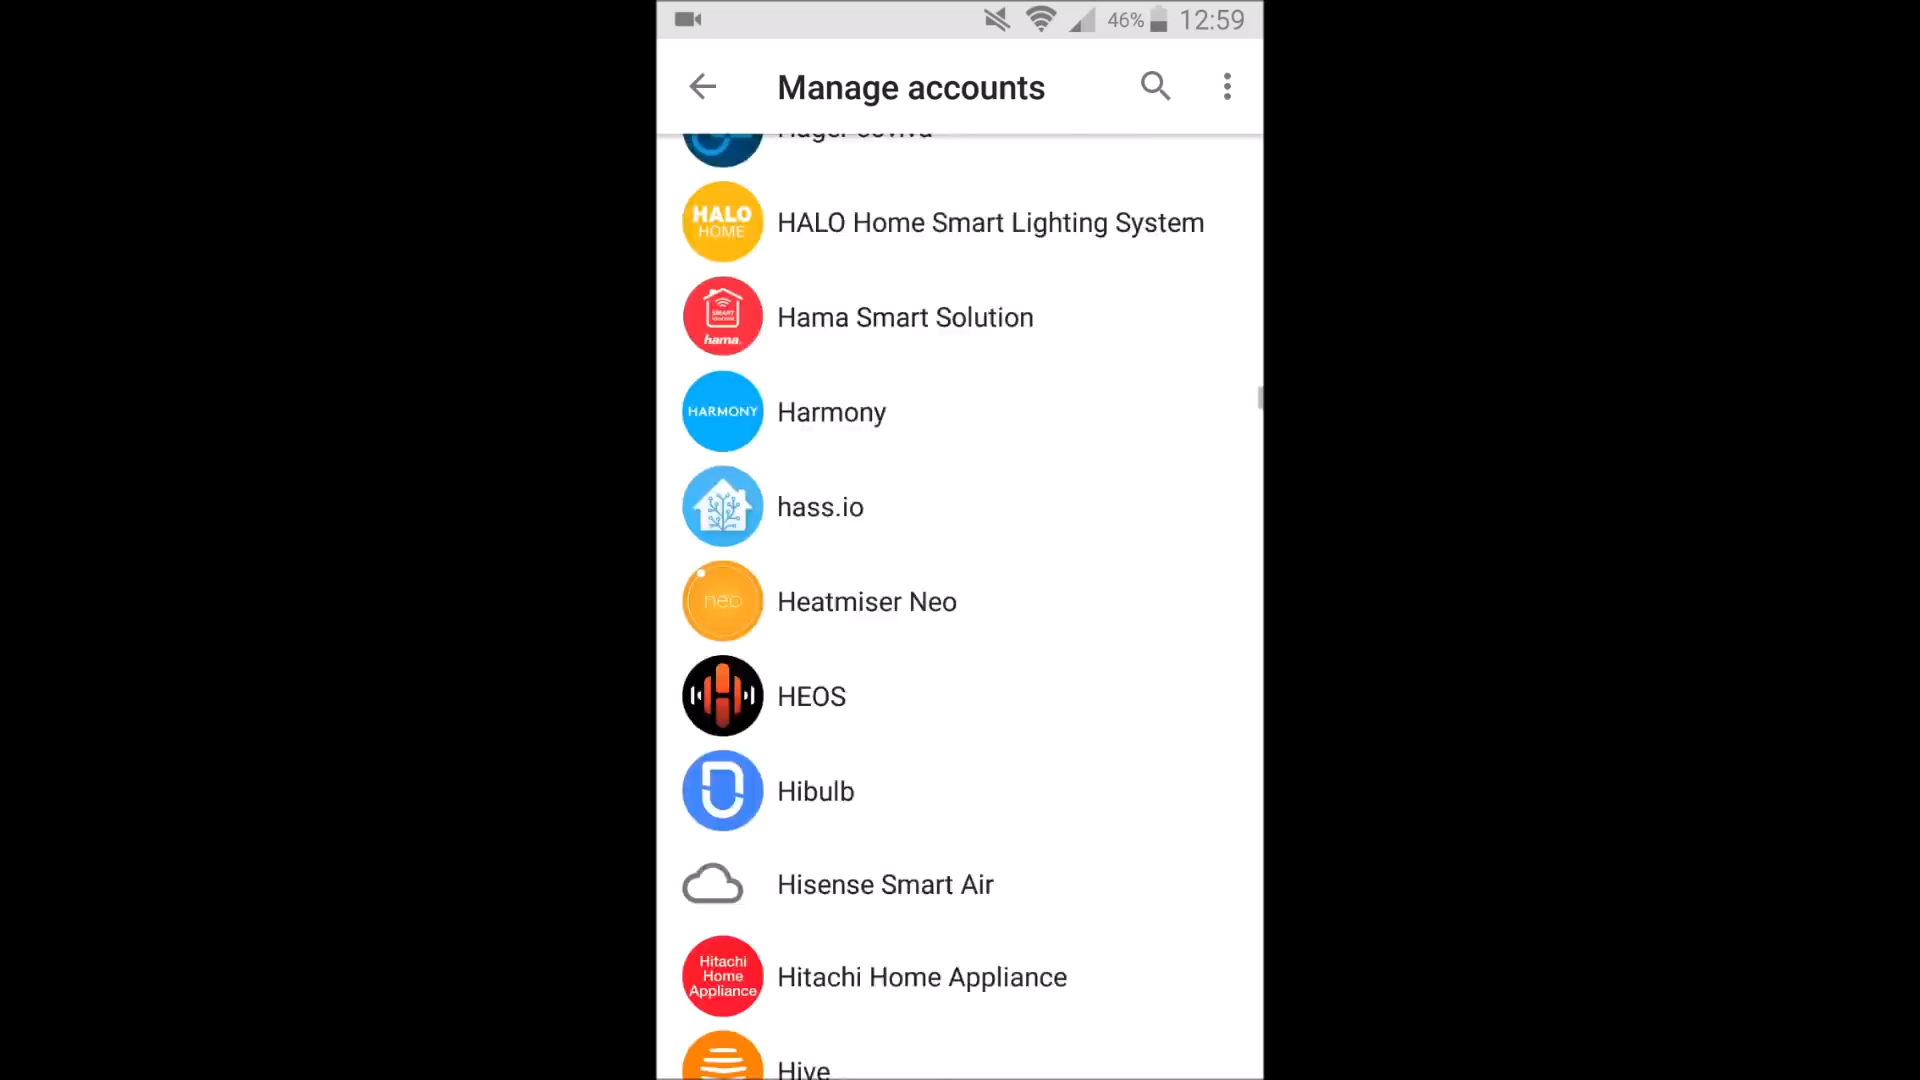 46% 12:59
Manage accounts
HALO
HOME
HALO Home Smart Lighting System
SMART
hama
Hama Smart Solution
HARMONY
Harmony
hass.io
neo
Heatmiser Neo
HEOS
Hibulb
Hisense Smart Air
Hitachi
Home
Appliance
Hitachi Home Appliance
Hive